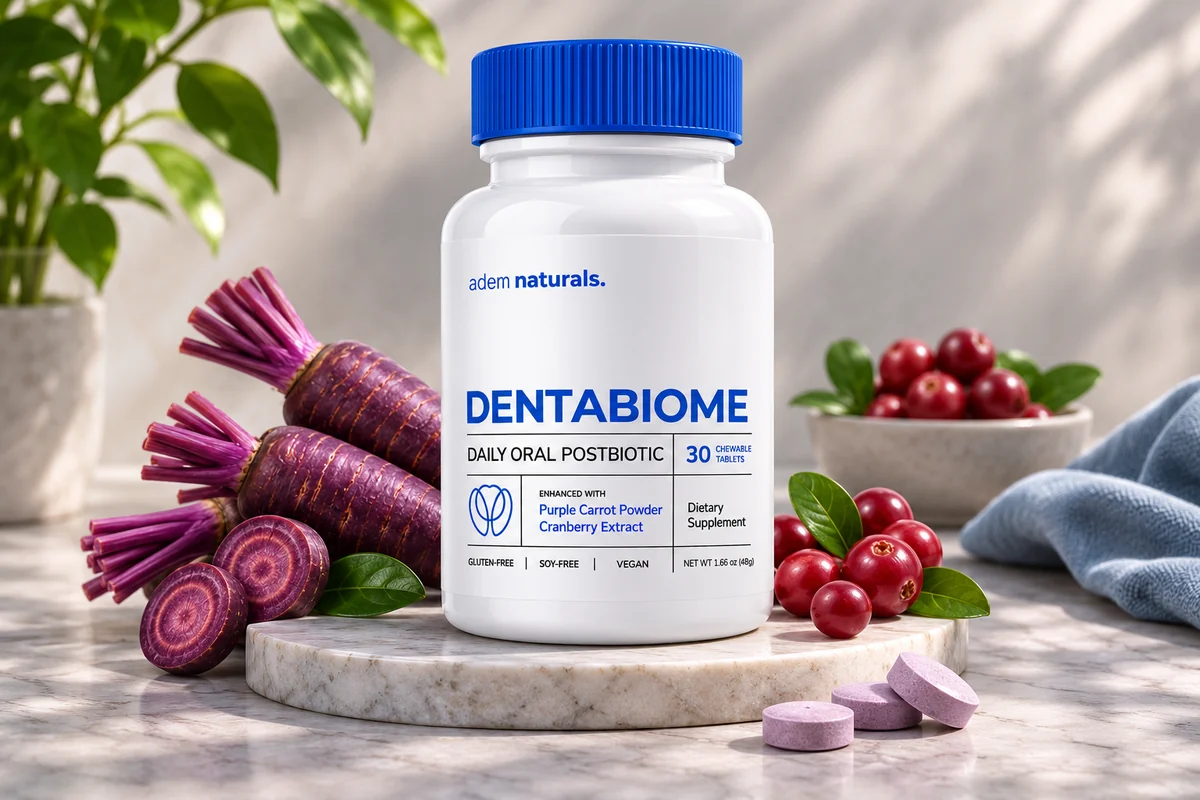 adem naturals.
DENTABIOME
DAILY ORAL POSTBIOTIC
30 CHEWABLE TABLETS
ENHANCED WITH
Purple Carrot Powder
Cranberry Extract
Dietary
Supplement
GLUTEN-FREE | SOY-FREE | VEGAN
NET WT 1.66 oz (48g)